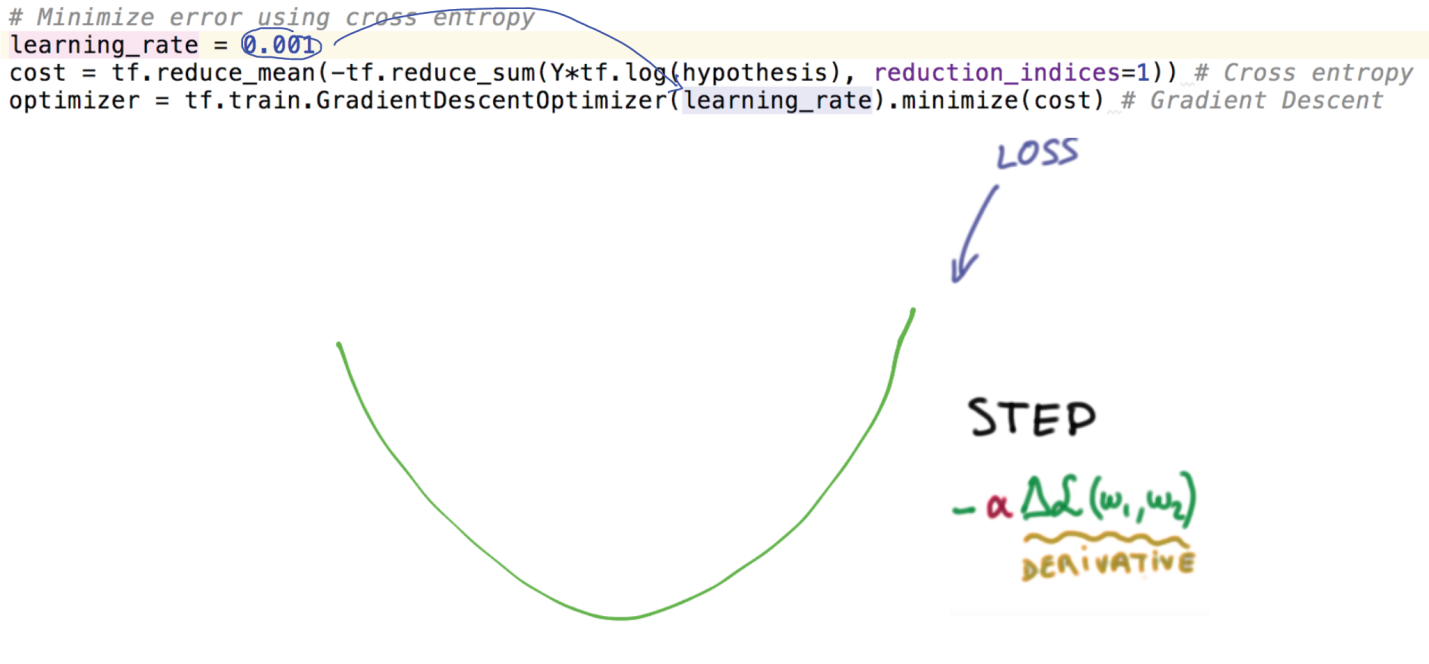 # Minimize error using cross entropy
learning_rate = 0.001
cost = tf.reduce_mean(-tf.reduce_sum(Y*tf.log(hypothesis), reduction_indices=1)) # Cross entropy
optimizer = tf.train.GradientDescentOptimizer(learning_rate).minimize(cost) # Gradient Descent
LOSS
STEP
-α Δℒ(ω₁,ω₂)
DERiVATiVE